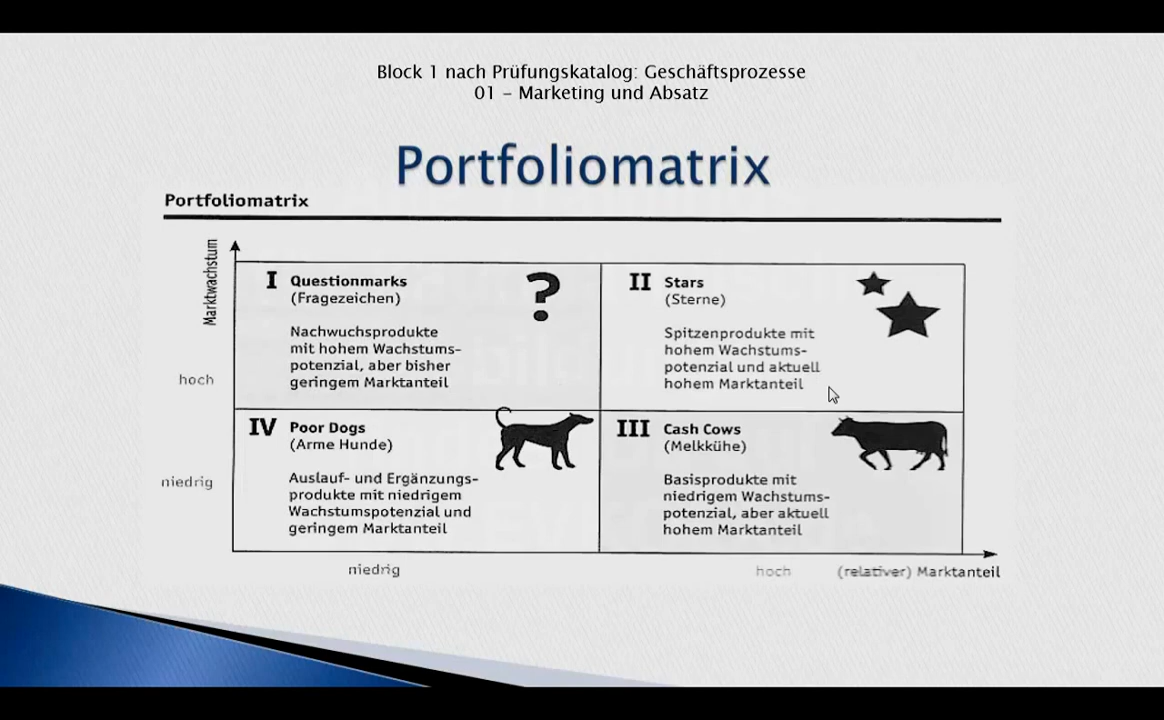 Block 1 nach Prüfungskatalog: Geschäftsprozesse
01 – Marketing und Absatz
Portfoliomatrix
Portfoliomatrix
Marktwachstum
hoch
niedrig
I Questionmarks
(Fragezeichen)
Nachwuchsprodukte
mit hohem Wachstums-
potenzial, aber bisher
geringem Marktanteil
?
II Stars
(Sterne)
Spitzenprodukte mit
hohem Wachstums-
potenzial und aktuell
hohem Marktanteil
IV Poor Dogs
(Arme Hunde)
Auslauf- und Ergänzungs-
produkte mit niedrigem
Wachstumspotenzial und
geringem Marktanteil
III Cash Cows
(Melkkühe)
Basisprodukte mit
niedrigem Wachstums-
potenzial, aber aktuell
hohem Marktanteil
niedrig
hoch
(relativer) Marktanteil